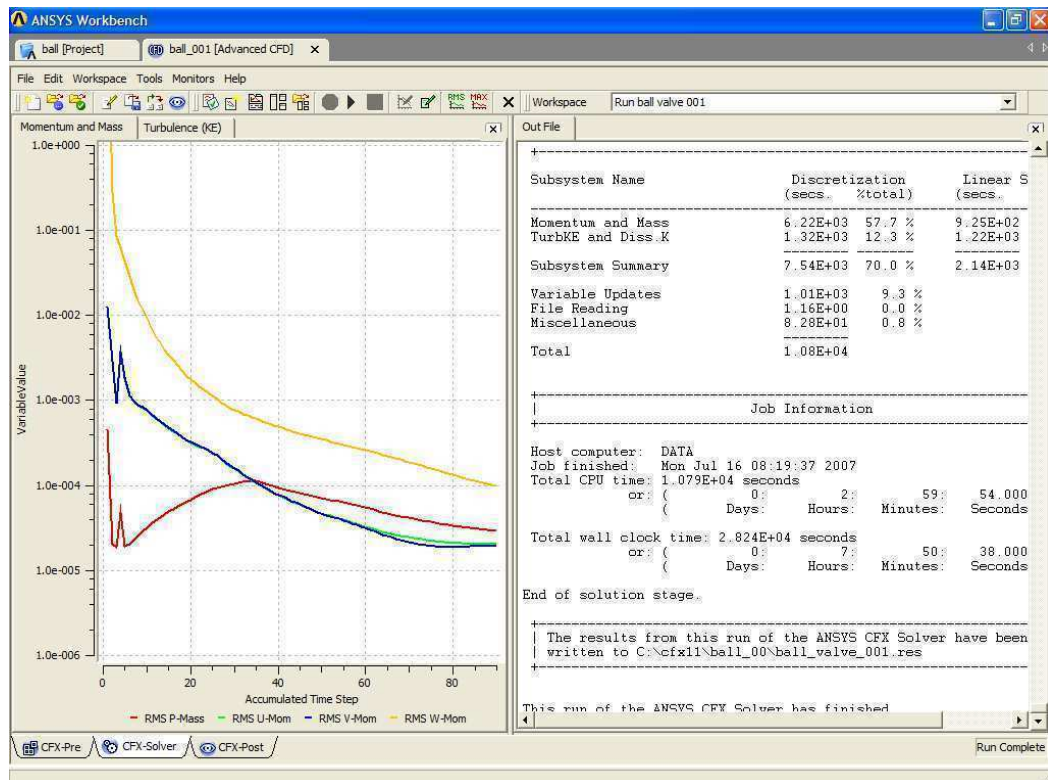 ANSYS Workbench
ball [Project]
ball_001 [Advanced CFD]
File Edit Workspace Tools Monitors Help
RMS MAX
Workspace
Run ball valve 001
Momentum and Mass
Turbulence (KE)
1.0e+000
1.0e-001
1.0e-002
1.0e-003
1.0e-004
1.0e-005
1.0e-006
VariableValue
0 20 40 60 80
Accumulated Time Step
RMS P-Mass RMS U-Mom RMS V-Mom RMS W-Mom
Out File
Subsystem Name Discretization Linear S
(secs. %total) (secs.
Momentum and Mass 6.22E+03 57.7 % 9.25E+02
TurbKE and Diss.K 1.32E+03 12.3 % 1.22E+03
Subsystem Summary 7.54E+03 70.0 % 2.14E+03
Variable Updates 1.01E+03 9.3 %
File Reading 1.16E+00 0.0 %
Miscellaneous 8.28E+01 0.8 %
Total 1.08E+04
Job Information
Host computer: DATA
Job finished: Mon Jul 16 08:19:37 2007
Total CPU time: 1.079E+04 seconds
or: ( 0: 2: 59: 54.000
( Days: Hours: Minutes: Seconds
Total wall clock time: 2.824E+04 seconds
or: ( 0: 7: 50: 38.000
( Days: Hours: Minutes: Seconds
End of solution stage.
The results from this run of the ANSYS CFX Solver have been
written to C:\cfx11\ball_00\ball_valve_001.res
This run of the ANSYS CFX Solver has finished
CFX-Pre CFX-Solver CFX-Post
Run Complete